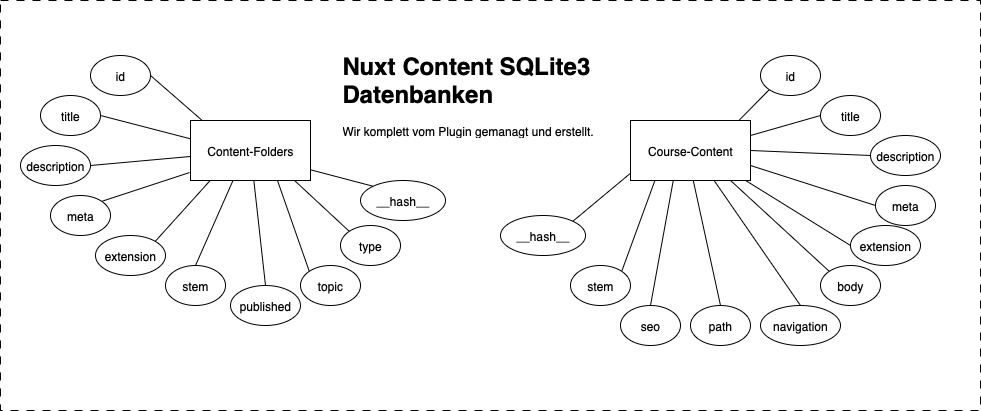 Nuxt Content SQLite3
Datenbanken
Wir komplett vom Plugin gemanagt und erstellt.
id
title
description
meta
extension
stem
published
topic
type
__hash__
Content-Folders
id
title
description
meta
extension
body
navigation
path
seo
stem
__hash__
Course-Content